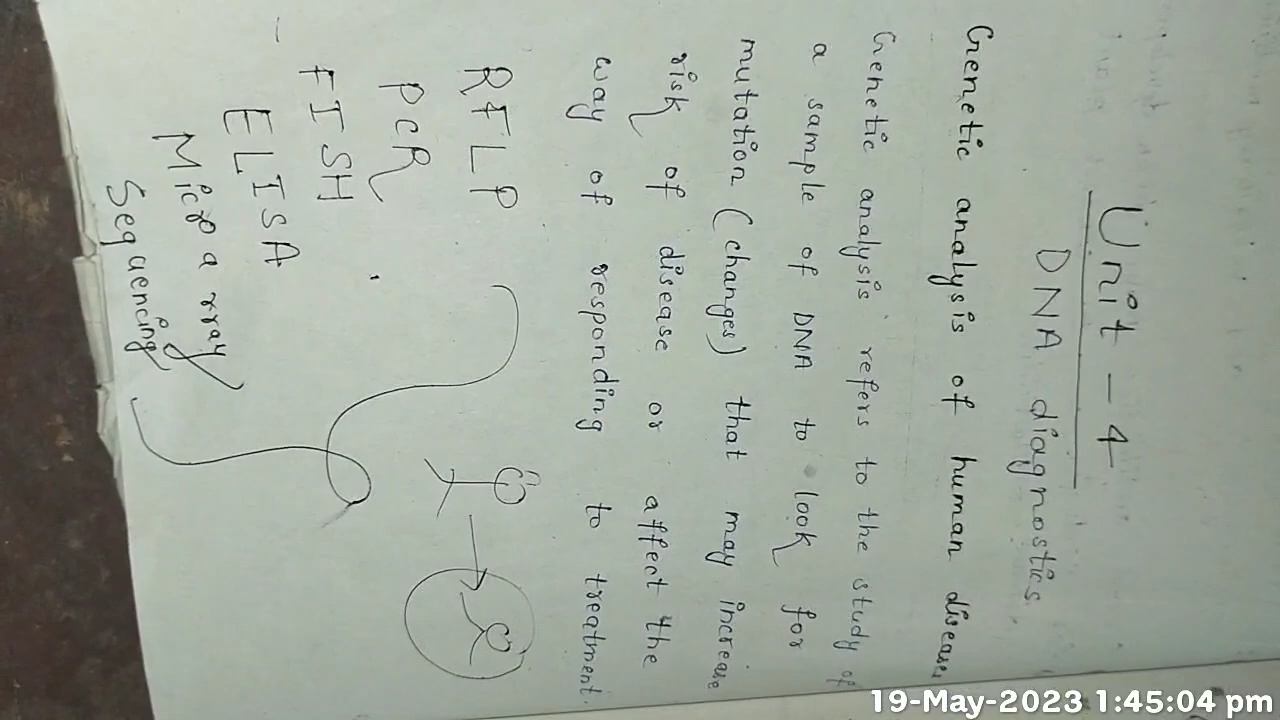 Unit - 4
DNA diagnostics.
Genetic analysis of human diseases
Genetic analysis refers to the study of
a sample of DNA to look for
mutation (changes) that may increase
risk of disease or affect the
way of responding to treatment.
RFLP
PCR
FISH
ELISA
Micro array
Sequencing
19-May-2023 1:45:04 pm